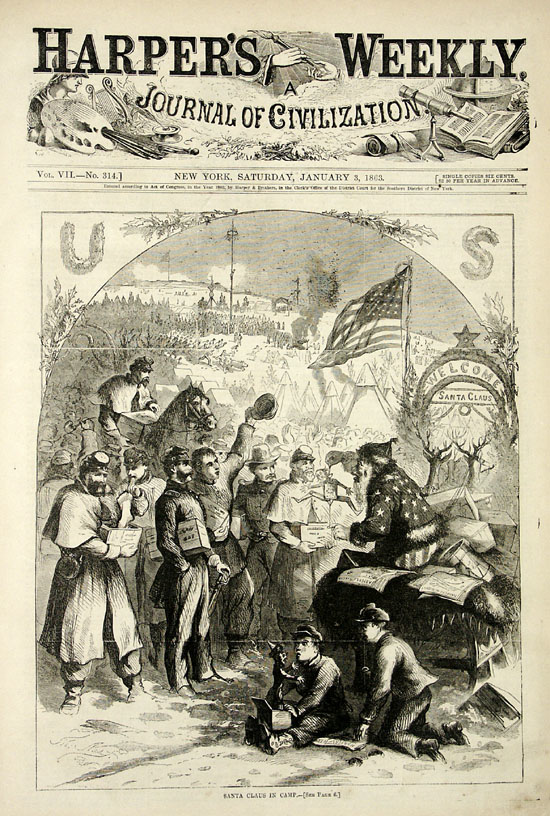 HARPER'S WEEKLY.
A
JOURNAL OF CIVILIZATION
VOL. VII.—No. 314.]
NEW YORK, SATURDAY, JANUARY 3, 1863.
[SINGLE COPIES SIX CENTS.
$2 50 PER YEAR IN ADVANCE.
Entered according to Act of Congress, in the Year 1862, by Harper & Brothers, in the Clerk's Office of the District Court for the Southern District of New York.
U S
WELCOME
SANTA CLAUS
SANTA CLAUS IN CAMP.—[SEE PAGE 6.]